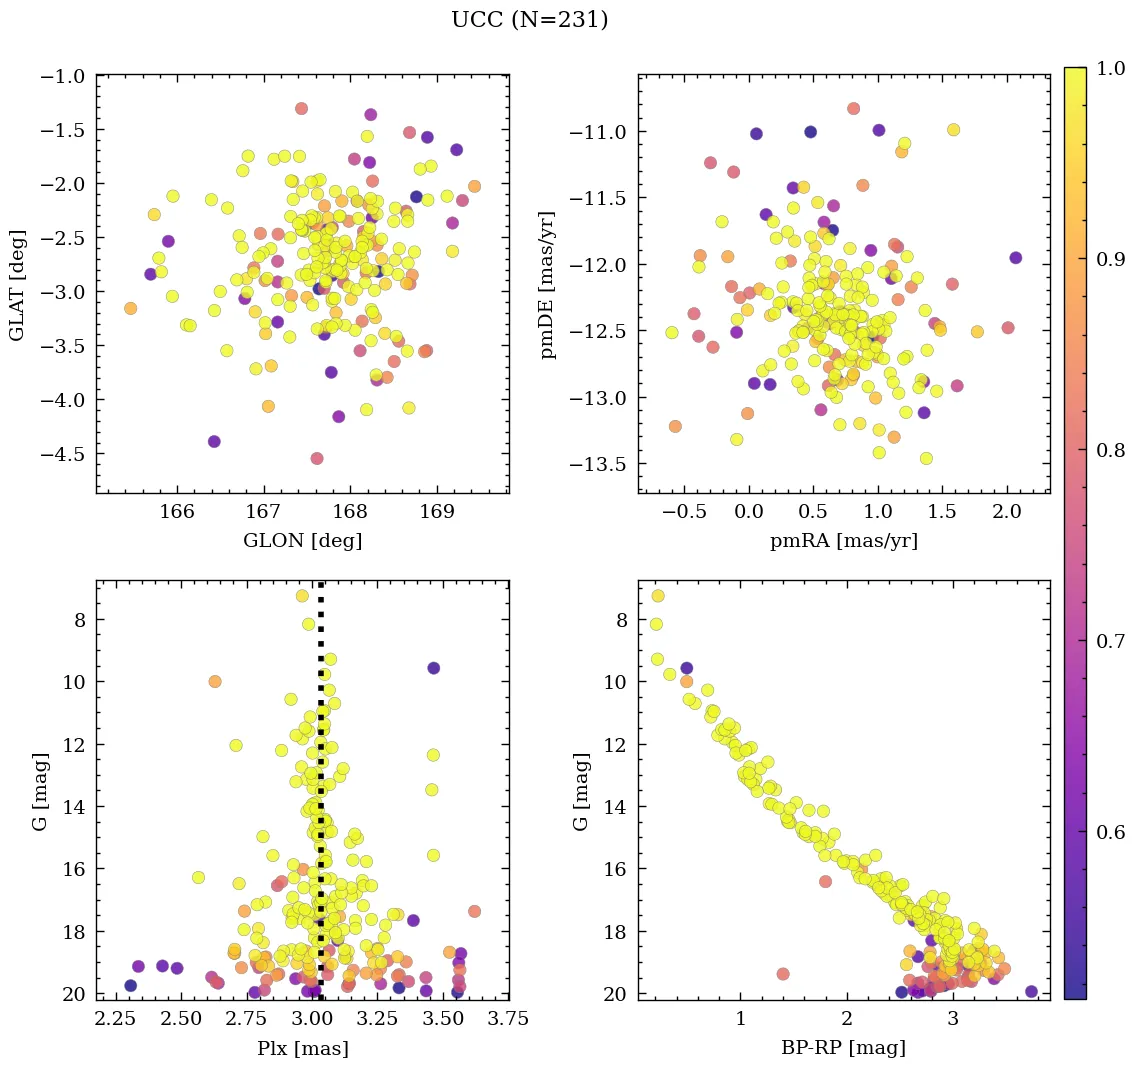 UCC (N=231)
−1.0
−1.5
−2.0
−2.5
−3.0
−3.5
−4.0
−4.5
GLAT [deg]
166 167 168 169
GLON [deg]
−11.0
−11.5
−12.0
−12.5
−13.0
−13.5
pmDE [mas/yr]
−0.5 0.0 0.5 1.0 1.5 2.0
pmRA [mas/yr]
8
10
12
14
16
18
20
G [mag]
2.25 2.50 2.75 3.00 3.25 3.50 3.75
Plx [mas]
8
10
12
14
16
18
20
G [mag]
1 2 3
BP-RP [mag]
1.0
0.9
0.8
0.7
0.6